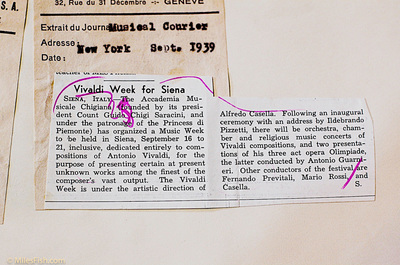 S. A.
32, Rue du 31 Décembre — GENÈVE
Extrait du Journal Musical Courier
Adresse: New York Sept. 1939
Date:
Vivaldi Week for Siena
SIENA, ITALY.—The Accademia Mu-
sicale Chigiana founded by its presi-
dent Count Guido Chigi Saracini, and
under the patronage of the Princess di
Piemonte) has organized a Music Week
to be held in Siena, September 16 to
21, inclusive, dedicated entirely to com-
positions of Antonio Vivaldi, for the
purpose of presenting certain at present
unknown works among the finest of the
composer's vast output. The Vivaldi
Week is under the artistic direction of
Alfredo Casella. Following an inaugural
ceremony with an address by Ildebrando
Pizzetti, there will be orchestra, cham-
ber and religious music concerts of
Vivaldi compositions, and two presenta-
tions of his three act opera Olimpiade,
the latter conducted by Antonio Guarni-
eri. Other conductors of the festival are
Fernando Previtali, Mario Rossi, and
Casella. S.
© MilesFish.com